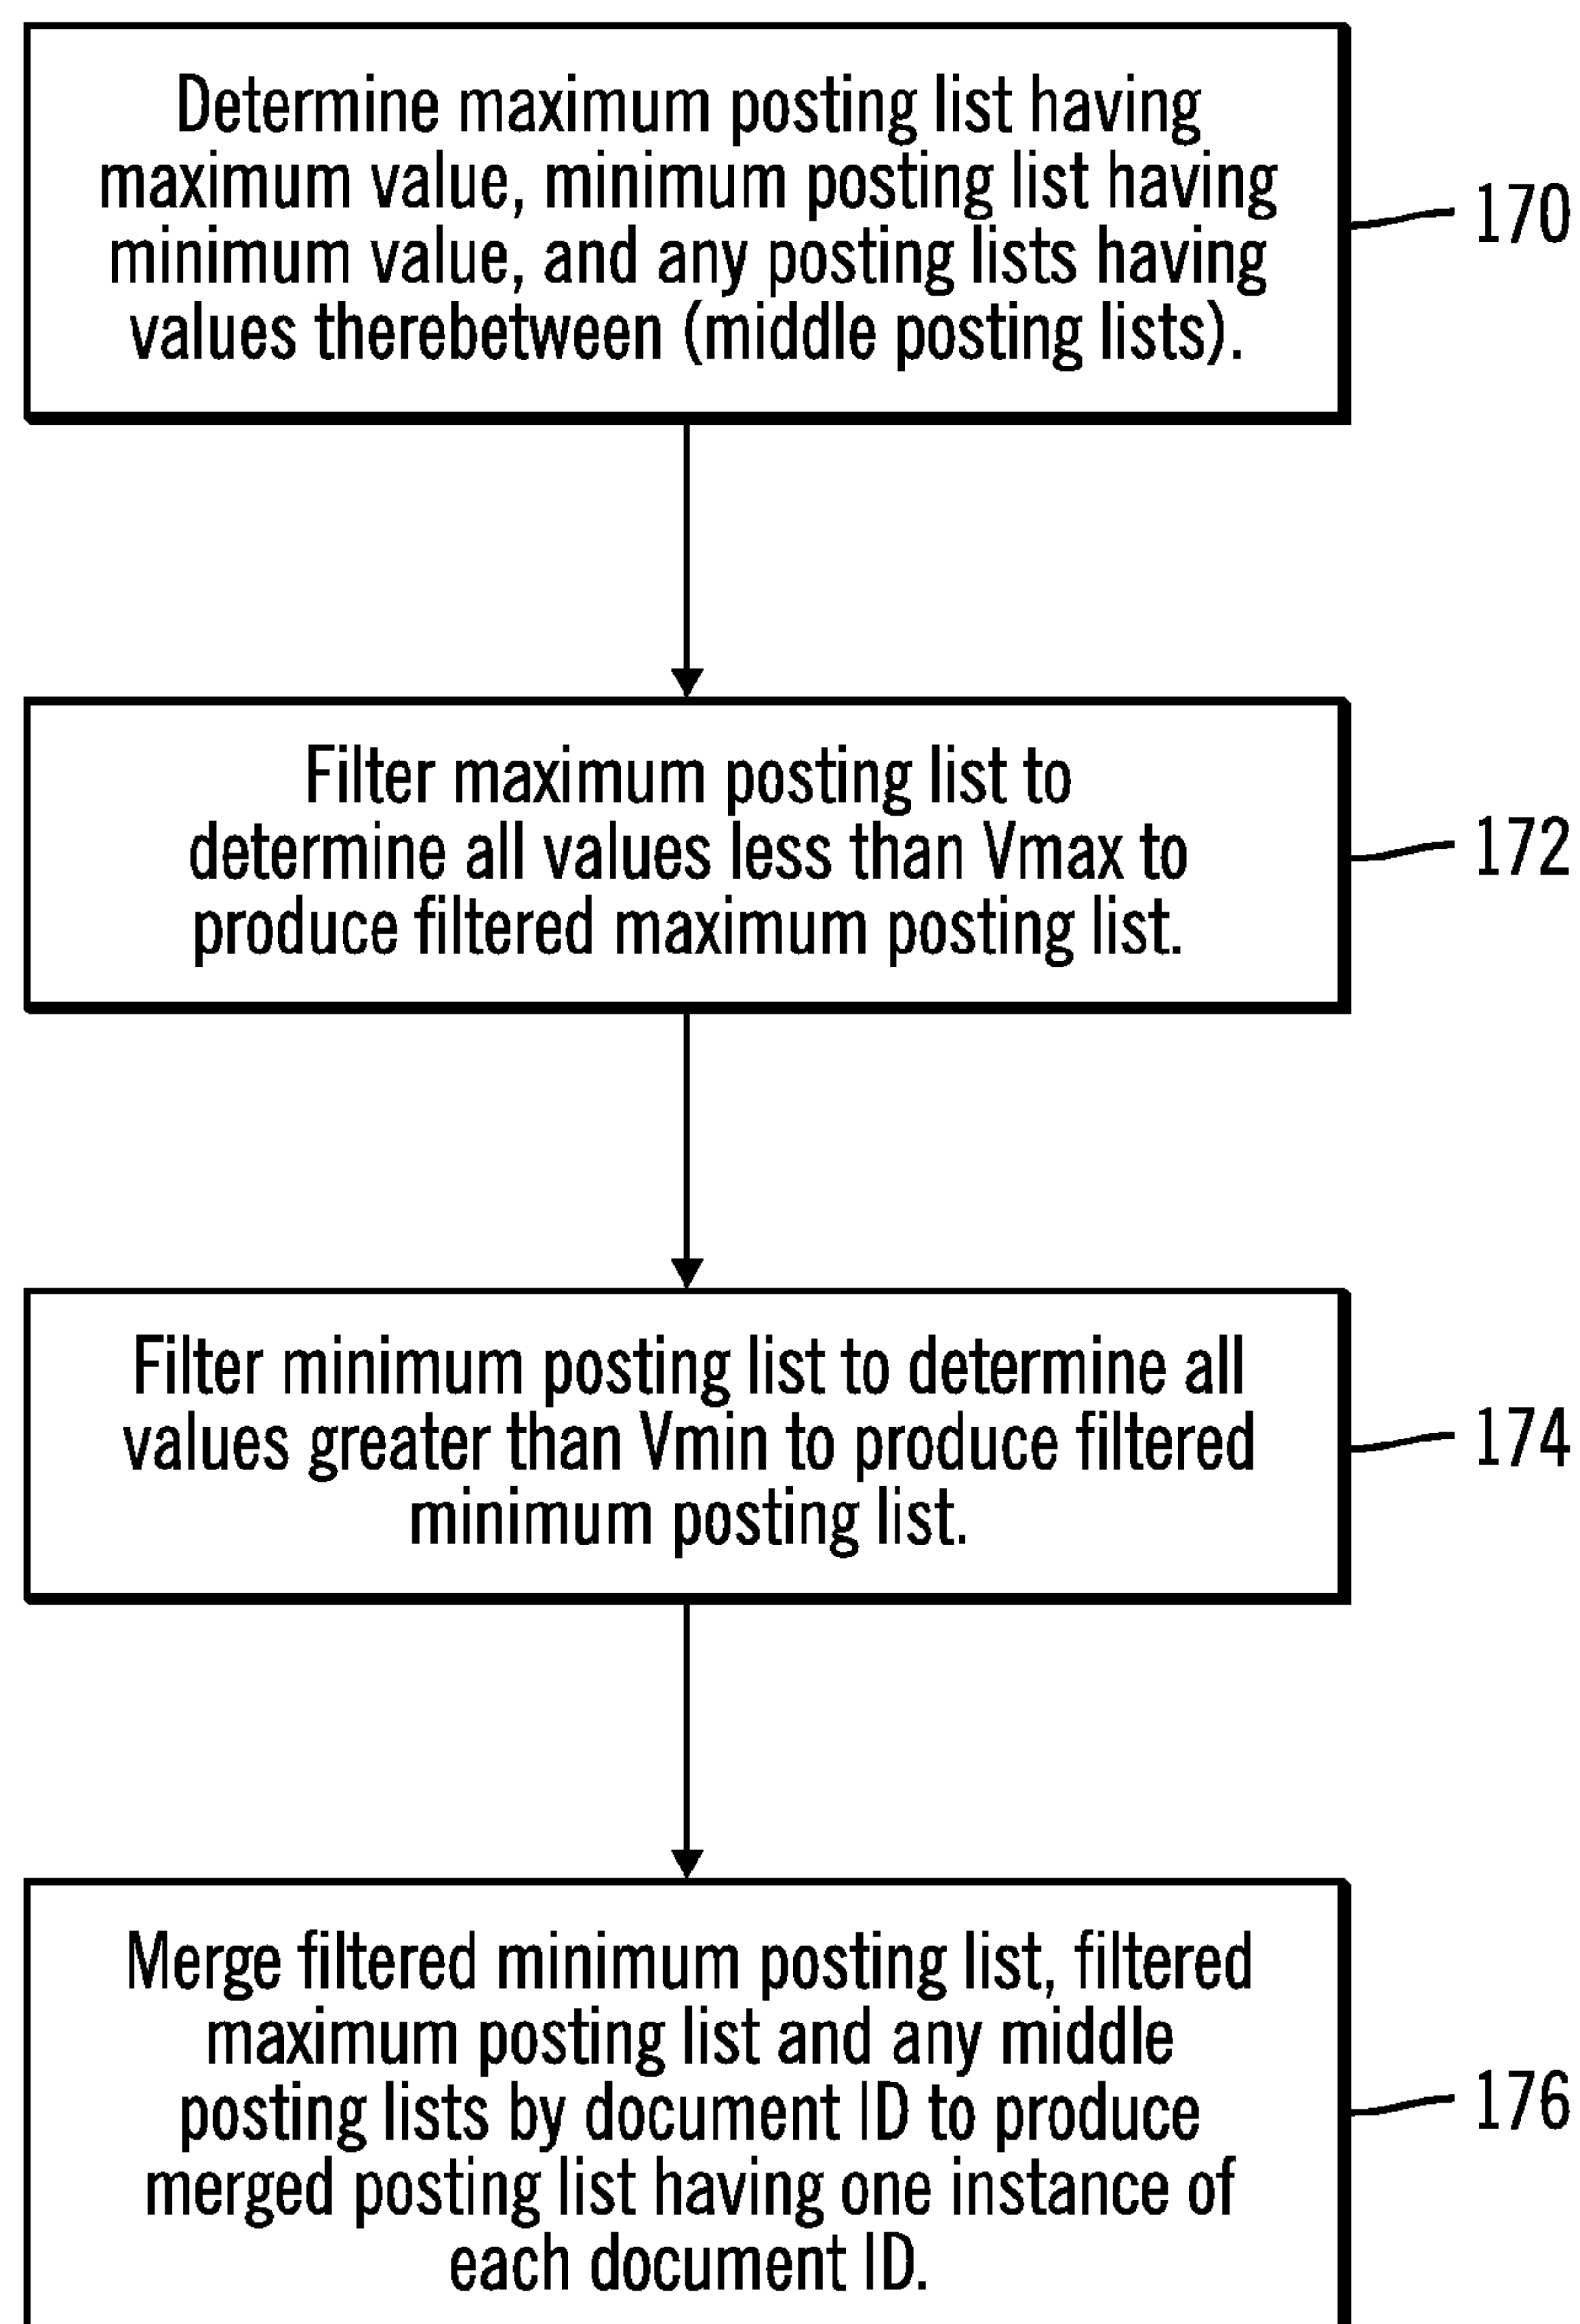 Determine maximum posting list having
maximum value, minimum posting list having
minimum value, and any posting lists having
values therebetween (middle posting lists).
170
Filter maximum posting list to
determine all values less than Vmax to
produce filtered maximum posting list.
172
Filter minimum posting list to determine all
values greater than Vmin to produce filtered
minimum posting list.
174
Merge filtered minimum posting list, filtered
maximum posting list and any middle
posting lists by document ID to produce
merged posting list having one instance of
each document ID.
176